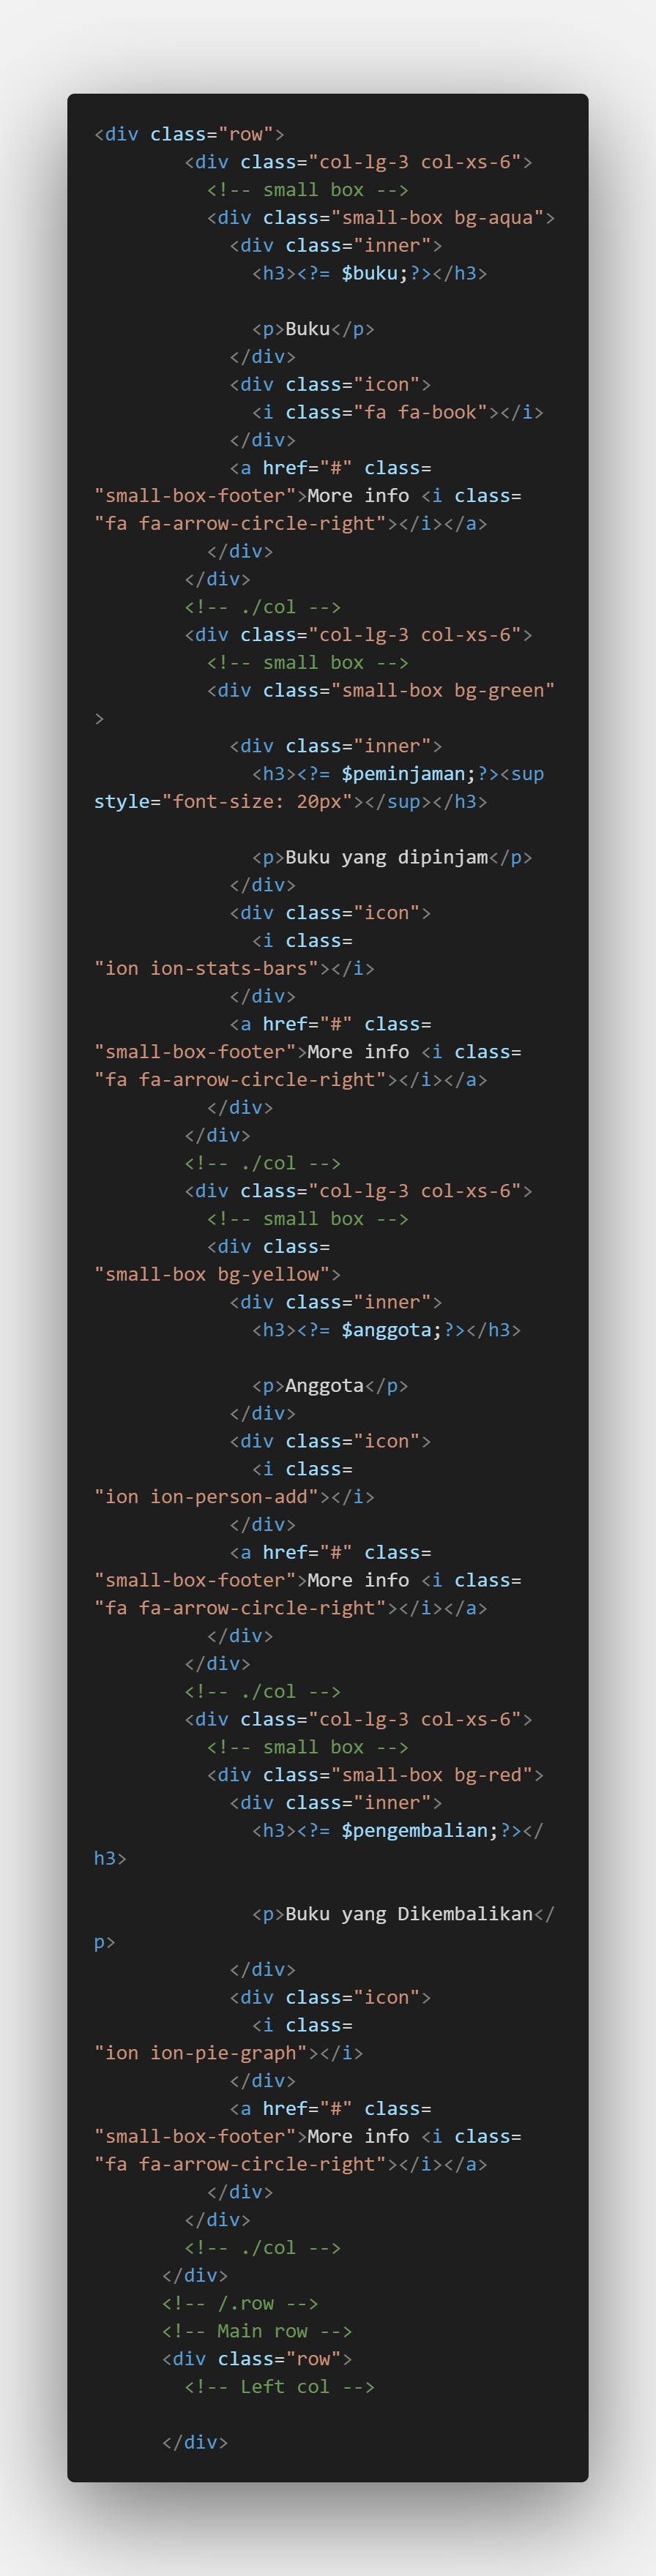 <div class="row">
<div class="col-lg-3 col-xs-6">
<!-- small box -->
<div class="small-box bg-aqua">
<div class="inner">
<h3><?= $buku;?></h3>
<p>Buku</p>
</div>
<div class="icon">
<i class="fa fa-book"></i>
</div>
<a href="#" class=
"small-box-footer">More info <i class=
"fa fa-arrow-circle-right"></i></a>
</div>
</div>
<!-- ./col -->
<div class="col-lg-3 col-xs-6">
<!-- small box -->
<div class="small-box bg-green"
>
<div class="inner">
<h3><?= $peminjaman;?><sup
style="font-size: 20px"></sup></h3>
<p>Buku yang dipinjam</p>
</div>
<div class="icon">
<i class=
"ion ion-stats-bars"></i>
</div>
<a href="#" class=
"small-box-footer">More info <i class=
"fa fa-arrow-circle-right"></i></a>
</div>
</div>
<!-- ./col -->
<div class="col-lg-3 col-xs-6">
<!-- small box -->
<div class=
"small-box bg-yellow">
<div class="inner">
<h3><?= $anggota;?></h3>
<p>Anggota</p>
</div>
<div class="icon">
<i class=
"ion ion-person-add"></i>
</div>
<a href="#" class=
"small-box-footer">More info <i class=
"fa fa-arrow-circle-right"></i></a>
</div>
</div>
<!-- ./col -->
<div class="col-lg-3 col-xs-6">
<!-- small box -->
<div class="small-box bg-red">
<div class="inner">
<h3><?= $pengembalian;?></
h3>
<p>Buku yang Dikembalikan</
p>
</div>
<div class="icon">
<i class=
"ion ion-pie-graph"></i>
</div>
<a href="#" class=
"small-box-footer">More info <i class=
"fa fa-arrow-circle-right"></i></a>
</div>
</div>
<!-- ./col -->
</div>
<!-- /.row -->
<!-- Main row -->
<div class="row">
<!-- Left col -->
</div>